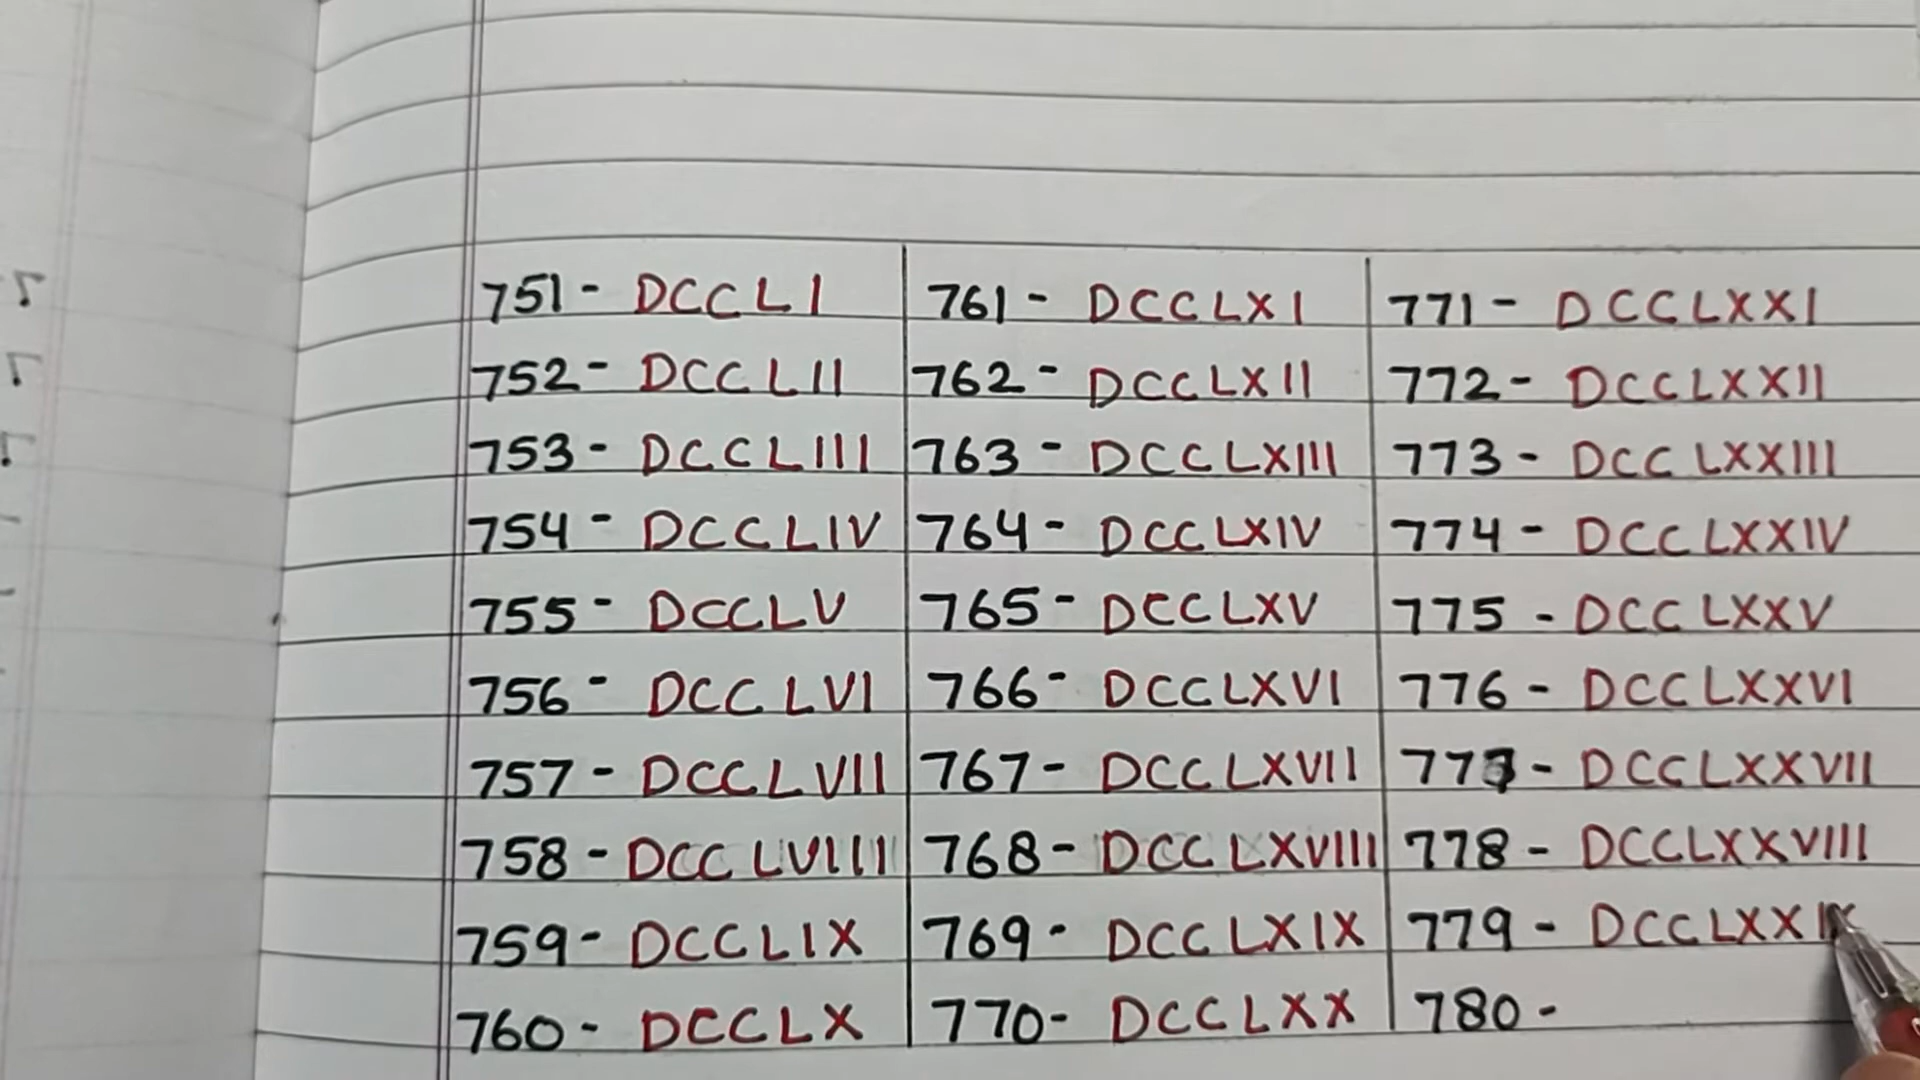 751 - DCCLI
752 - DCCLII
753 - DCCLIII
754 - DCCLIV
755 - DCCLV
756 - DCCLVI
757 - DCCLVII
758 - DCCLVIII
759 - DCCLIX
760 - DCCLX
761 - DCCLXI
762 - DCCLXII
763 - DCCLXIII
764 - DCCLXIV
765 - DCCLXV
766 - DCCLXVI
767 - DCCLXVII
768 - DCCLXVIII
769 - DCCLXIX
770 - DCCLXX
771 - DCCLXXI
772 - DCCLXXII
773 - DCCLXXIII
774 - DCCLXXIV
775 - DCCLXXV
776 - DCCLXXVI
777 - DCCLXXVII
778 - DCCLXXVIII
779 - DCCLXXIX
780 -